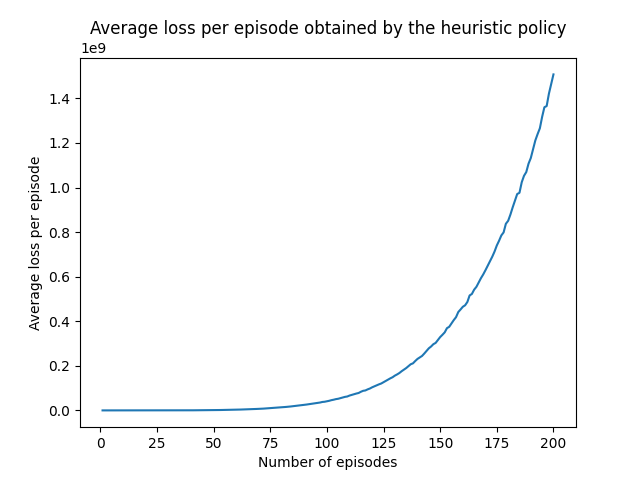 Average loss per episode obtained by the heuristic policy
1e9
1.4
1.2
1.0
0.8
0.6
0.4
0.2
0.0
Average loss per episode
0 25 50 75 100 125 150 175 200
Number of episodes